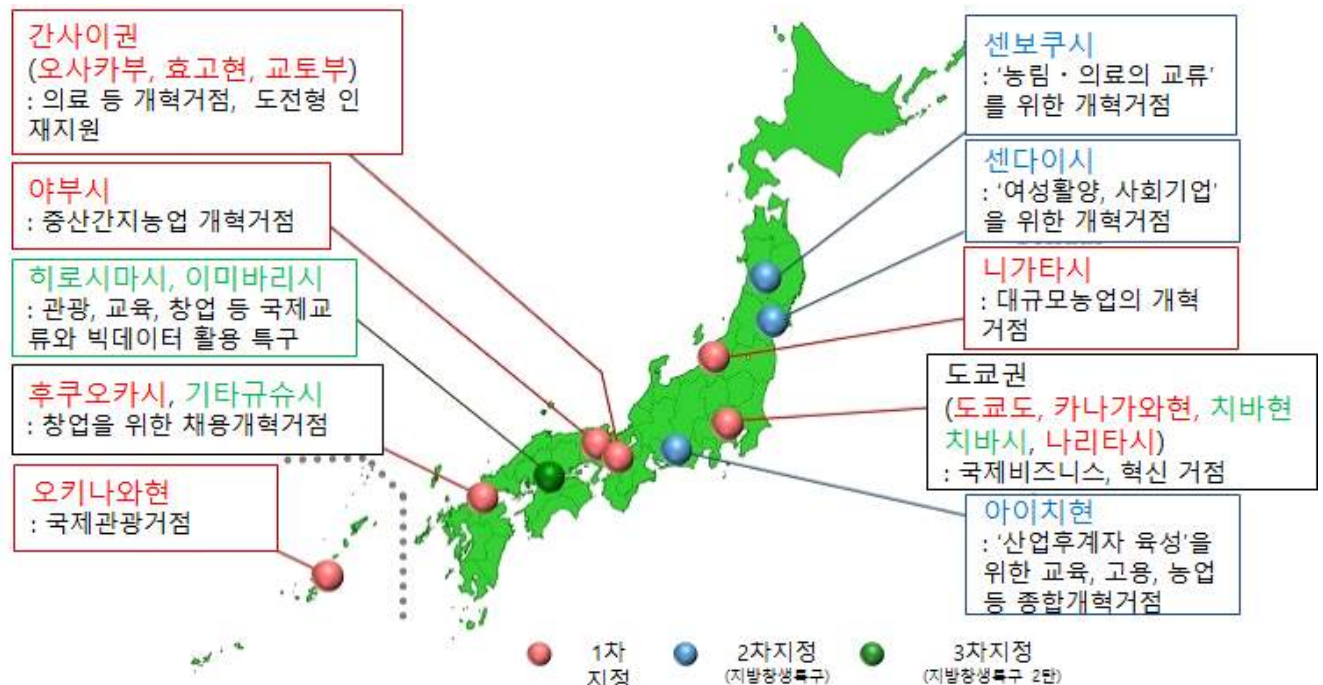 간사이권
(오사카부, 효고현, 교토부)
: 의료 등 개혁거점, 도전형 인
재지원
야부시
: 중산간지농업 개혁거점
히로시마시, 이미바리시
: 관광, 교육, 창업 등 국제교
류와 빅데이터 활용 특구
후쿠오카시, 기타규슈시
: 창업을 위한 채용개혁거점
오키나와현
: 국제관광거점
센보쿠시
: ‘농림・의료의 교류’
를 위한 개혁거점
센다이시
: ‘여성활양, 사회기업’
을 위한 개혁거점
니가타시
: 대규모농업의 개혁
거점
도쿄권
(도쿄도, 카나가와현, 치바현
치바시, 나리타시)
: 국제비즈니스, 혁신 거점
아이치현
: ‘산업후계자 육성’을
위한 교육, 고용, 농업
등 종합개혁거점
1차
지정
2차지정
(지방창생특구)
3차지정
(지방창생특구 2탄)